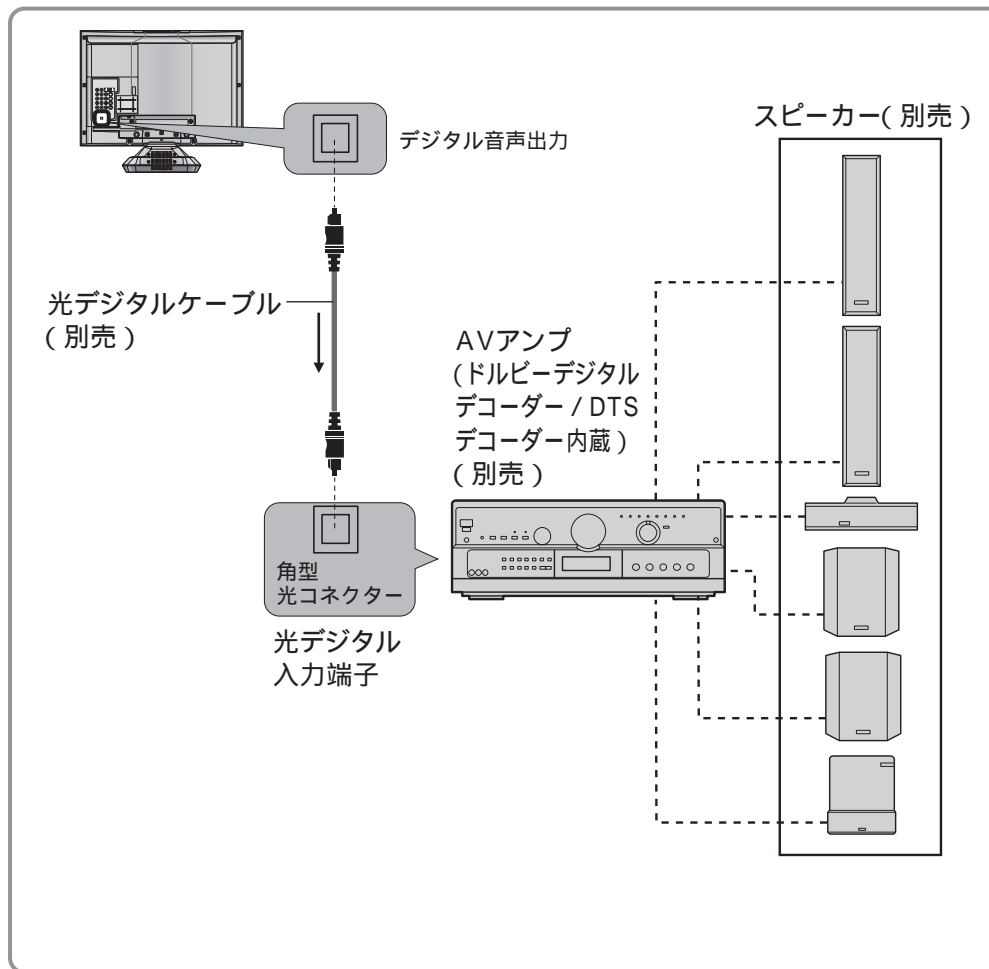 デジタル音声出力
スピーカー( 別売 )
光デジタルケーブル
( 別売 )
AVアンプ
(ドルビーデジタル
デコーダー / DTS
デコーダー内蔵 )
( 別売 )
角型
光コネクター
光デジタル
入力端子